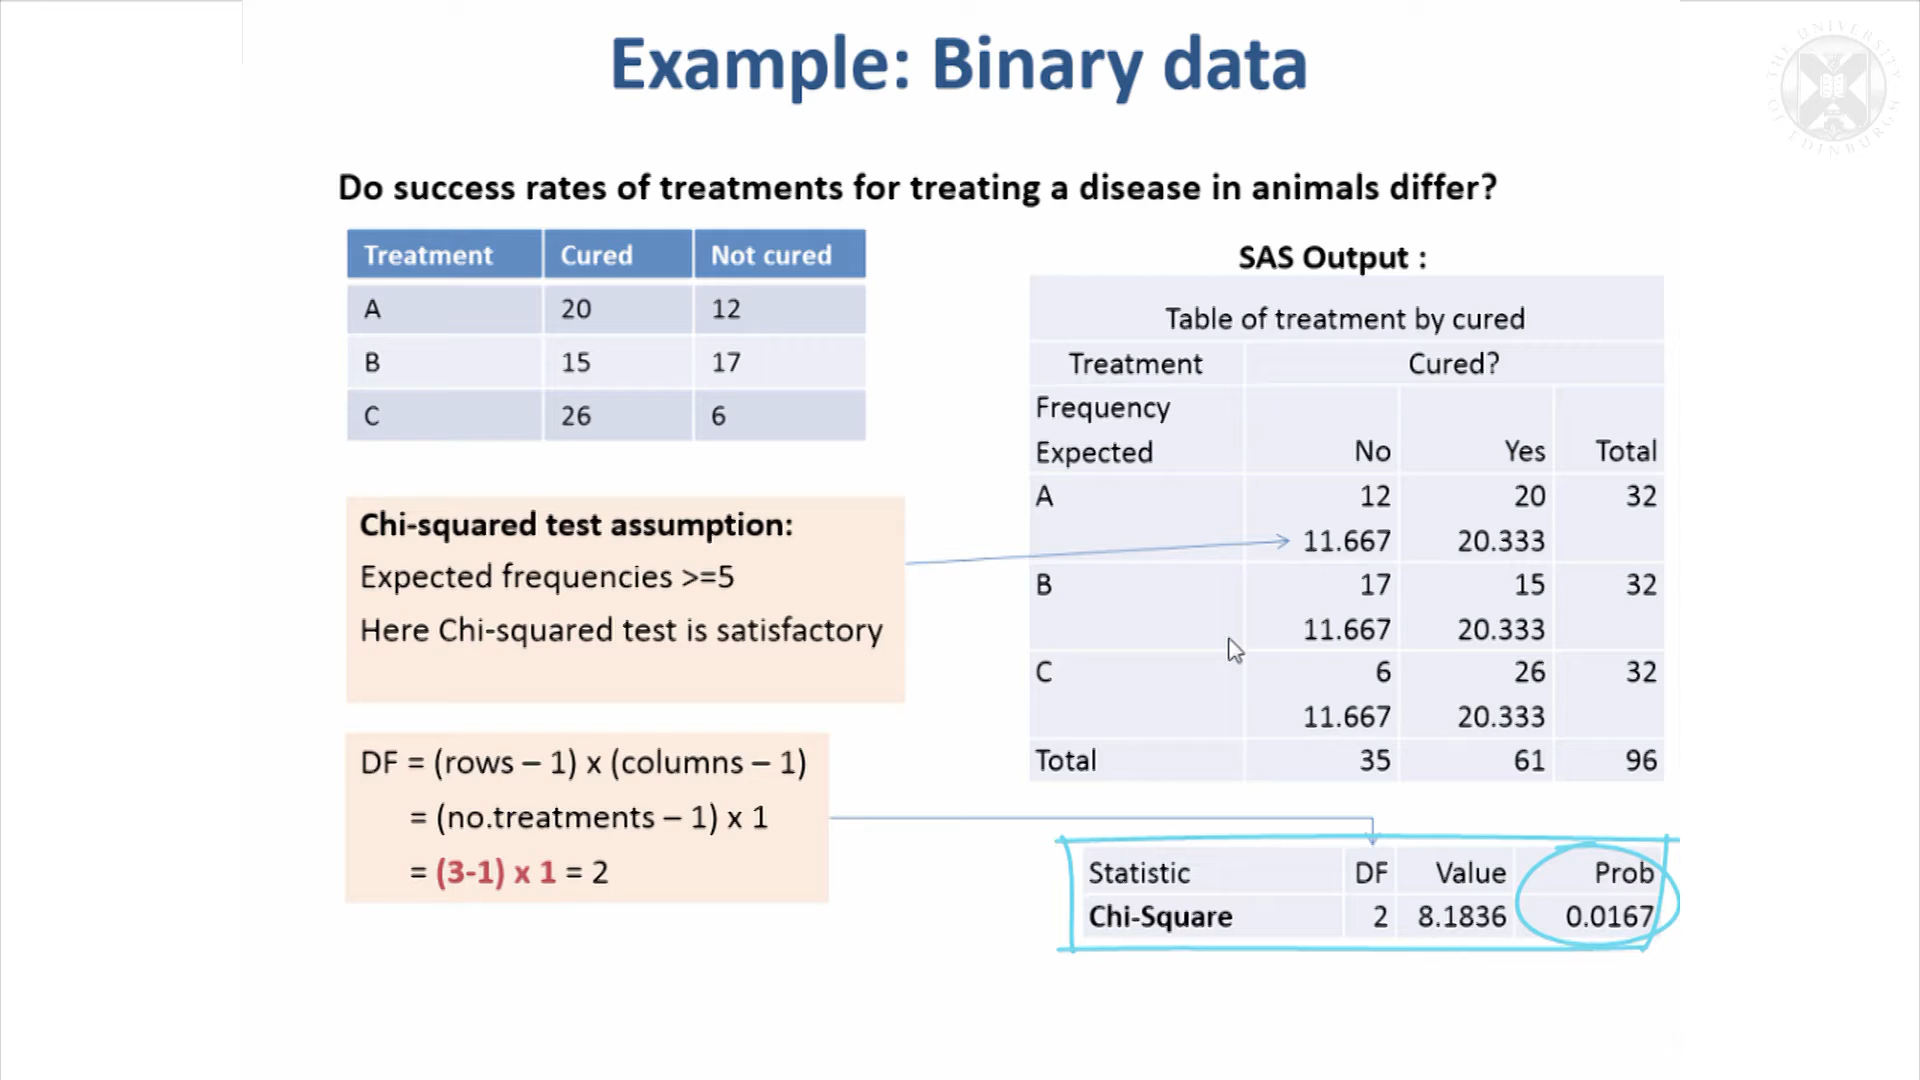 Example: Binary data
THE UNIVERSITY OF EDINBURGH
Do success rates of treatments for treating a disease in animals differ?
Treatment Cured Not cured
A 20 12
B 15 17
C 26 6
Chi-squared test assumption:
Expected frequencies >=5
Here Chi-squared test is satisfactory
DF = (rows – 1) x (columns – 1)
= (no.treatments – 1) x 1
= (3-1) x 1 = 2
SAS Output :
Table of treatment by cured
Treatment Cured?
Frequency
Expected No Yes Total
A 12 20 32
11.667 20.333
B 17 15 32
11.667 20.333
C 6 26 32
11.667 20.333
Total 35 61 96
Statistic DF Value Prob
Chi-Square 2 8.1836 0.0167